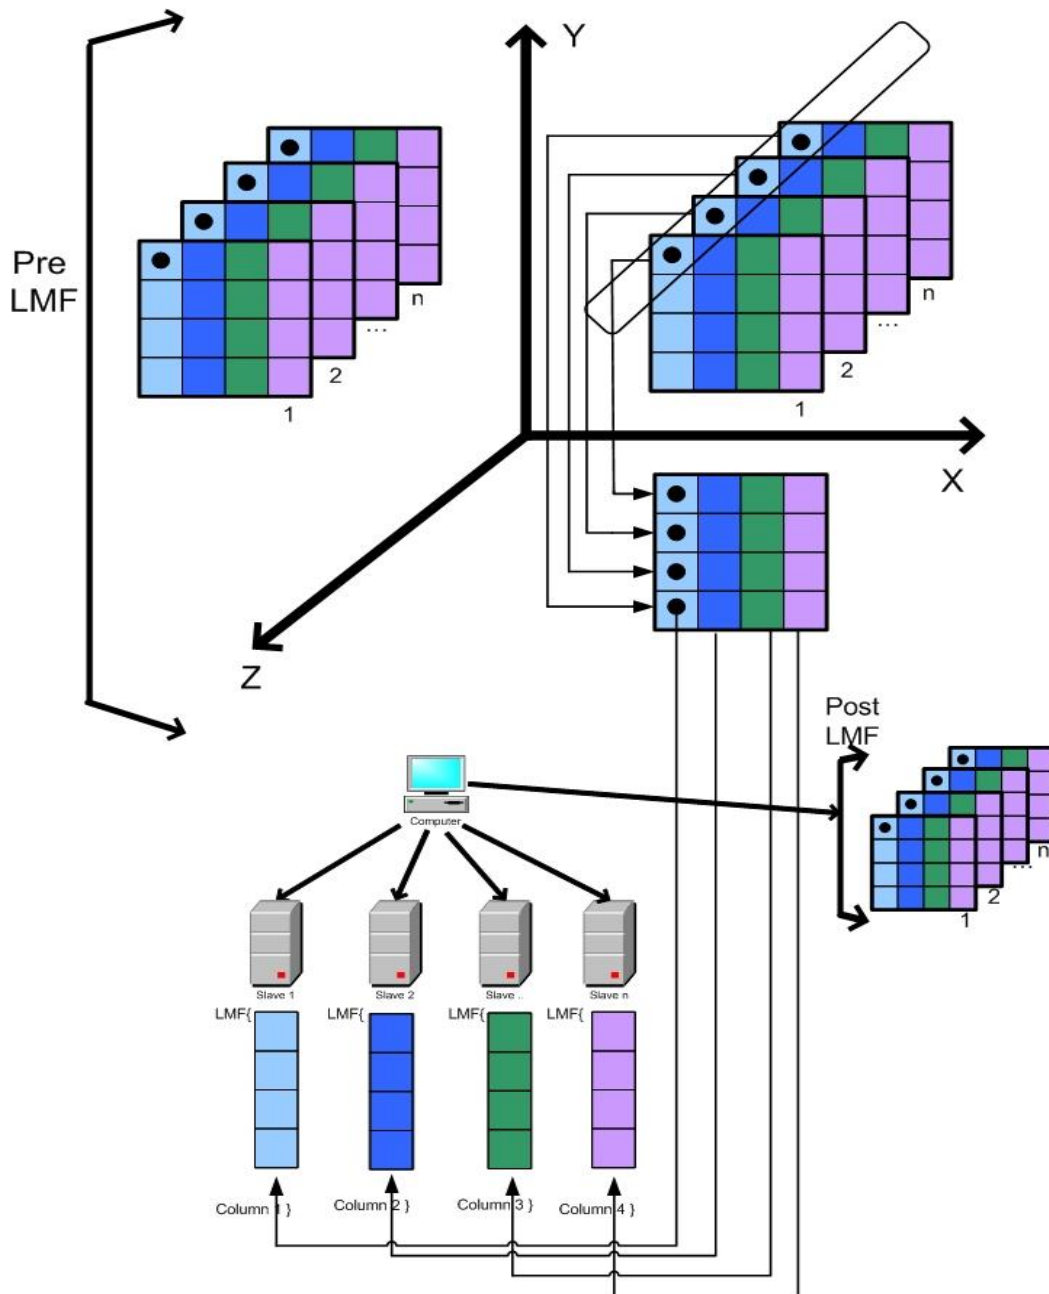 Y
Pre
LMF
n
...
2
1
n
...
2
1
X
Z
Post
LMF
Computer
n
...
2
1
Slave 1
Slave 2
Slave ..
Slave n
LMF{
LMF{
LMF{
LMF{
Column 1 }
Column 2 }
Column 3 }
Column 4 }